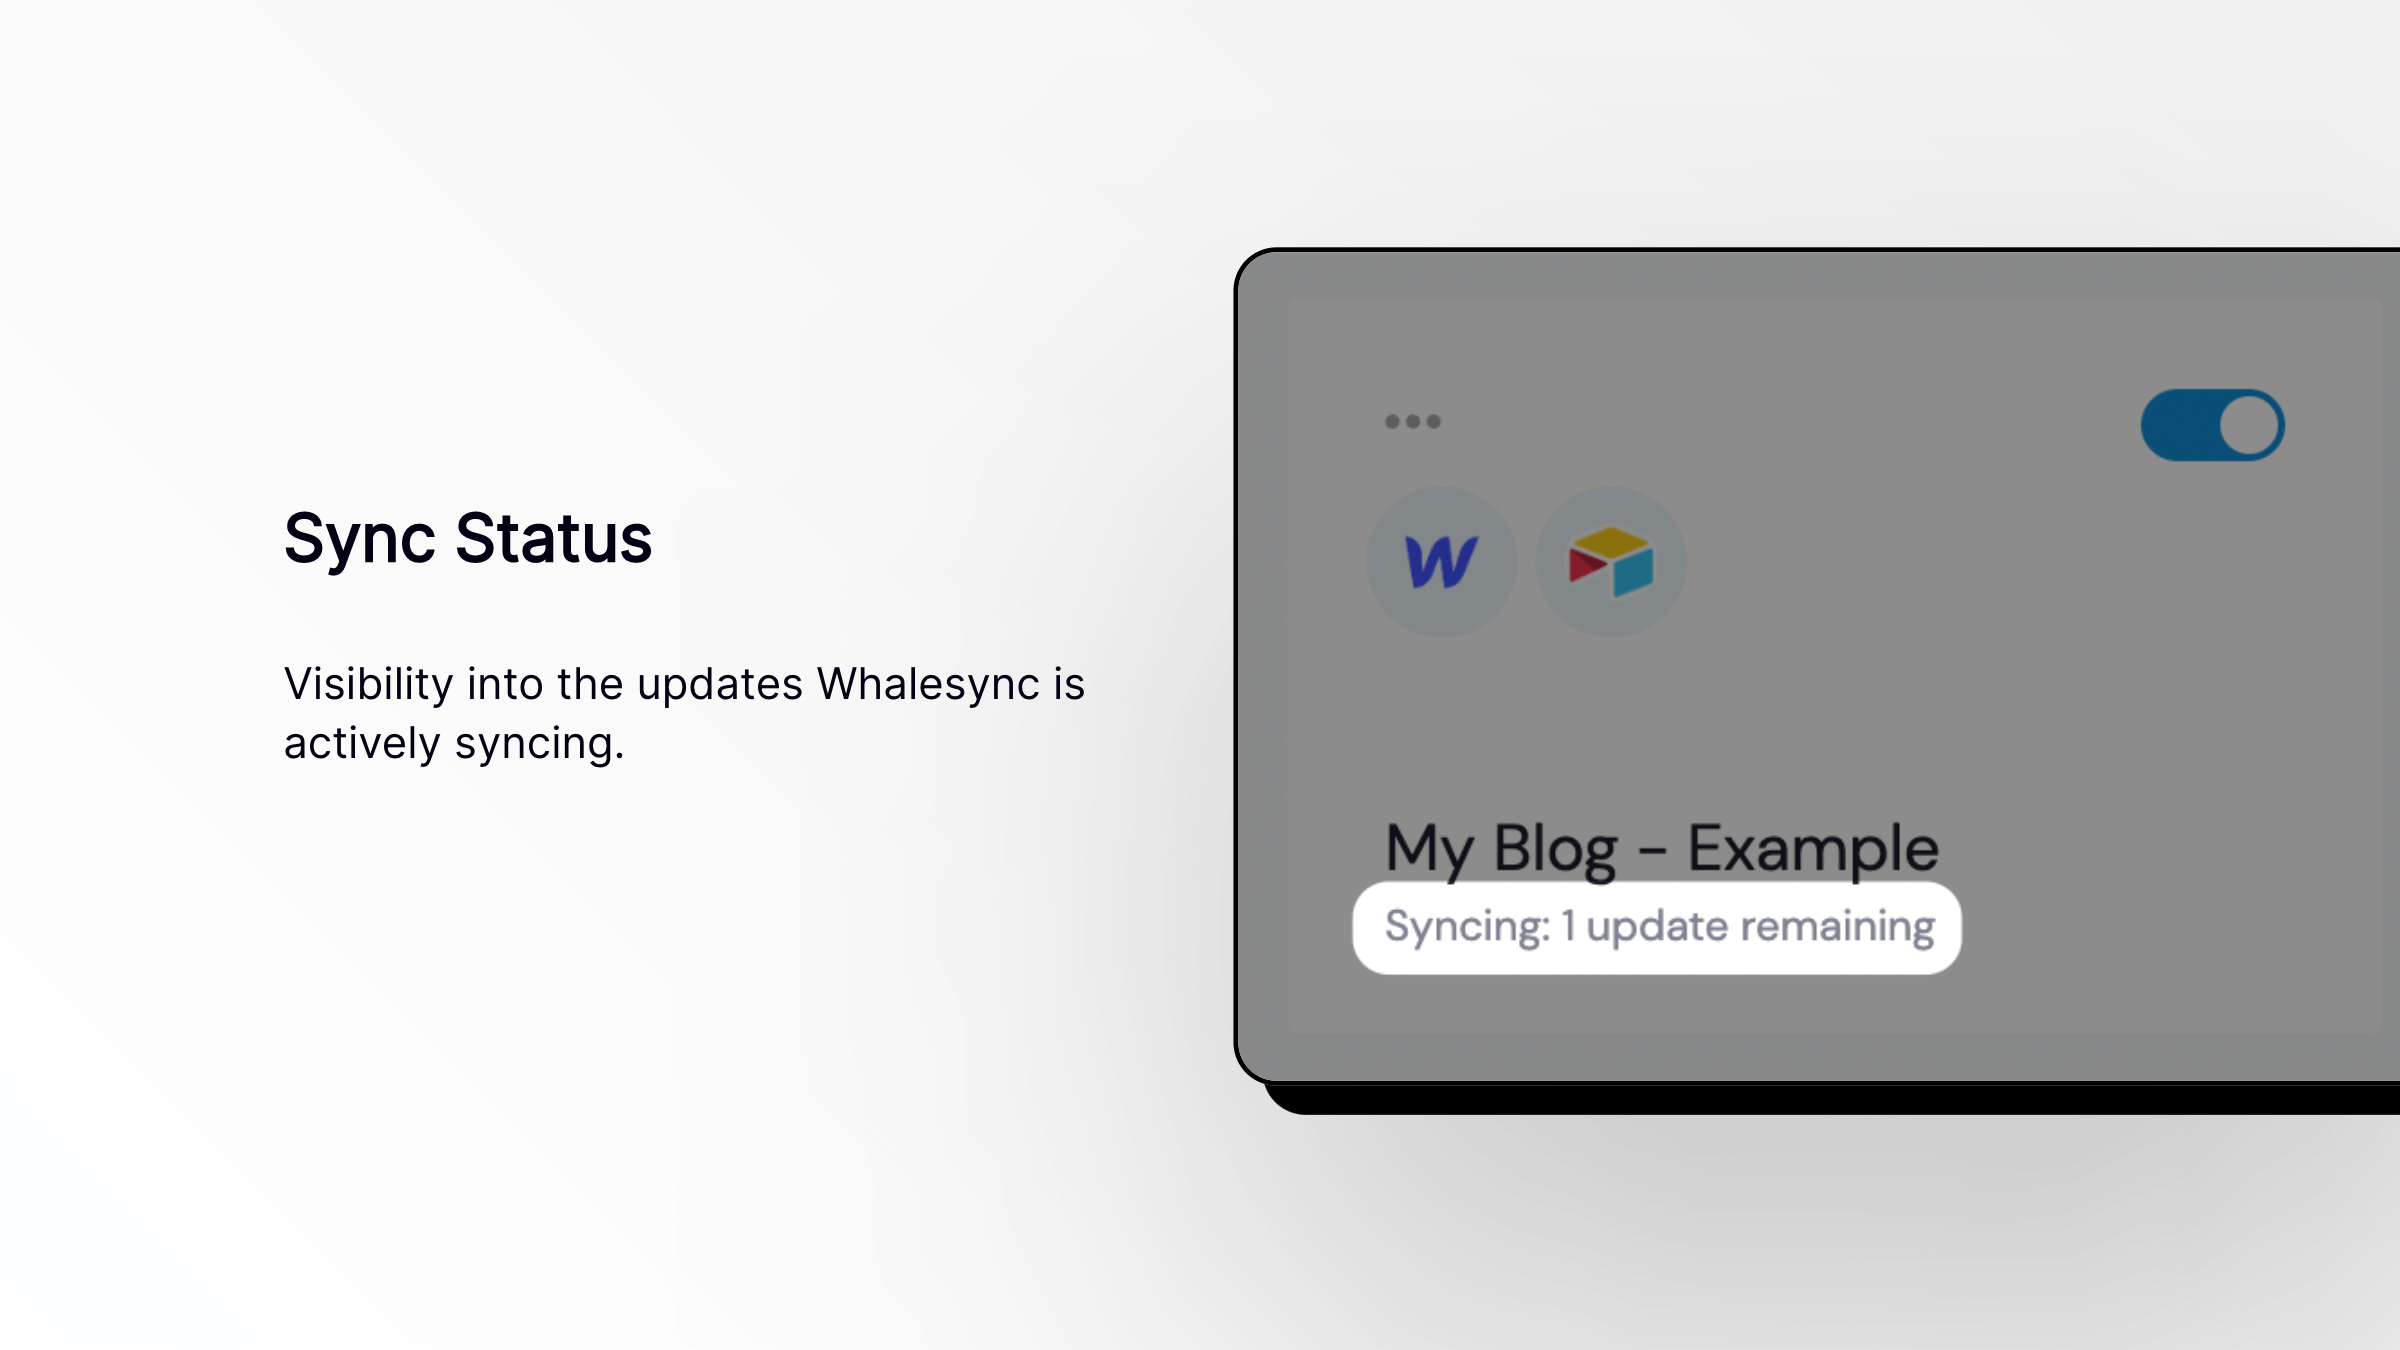 Sync Status
Visibility into the updates Whalesync is
actively syncing.
My Blog - Example
Syncing: 1 update remaining